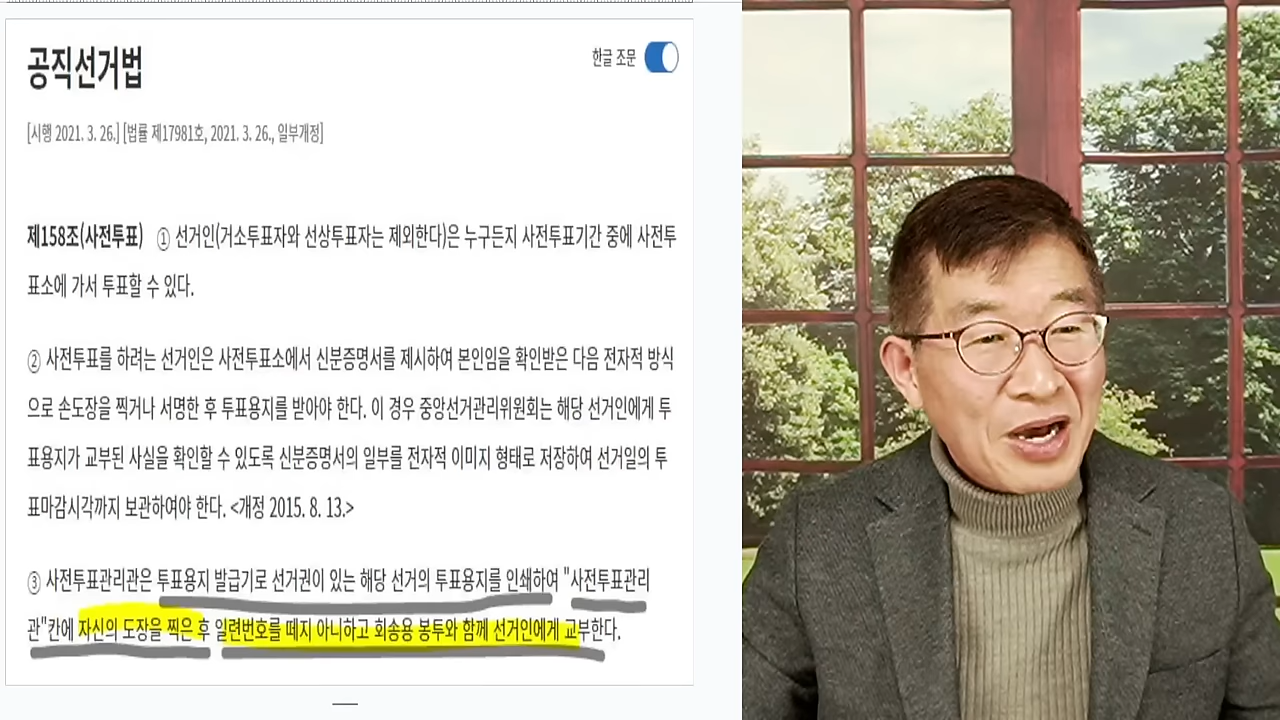 공직선거법
한글 조문
[시행 2021. 3. 26.] [법률 제17981호, 2021. 3. 26., 일부개정]
제158조(사전투표) ① 선거인(거소투표자와 선상투표자는 제외한다)은 누구든지 사전투표기간 중에 사전투
표소에 가서 투표할 수 있다.
② 사전투표를 하려는 선거인은 사전투표소에서 신분증명서를 제시하여 본인임을 확인받은 다음 전자적 방식
으로 손도장을 찍거나 서명한 후 투표용지를 받아야 한다. 이 경우 중앙선거관리위원회는 해당 선거인에게 투
표용지가 교부된 사실을 확인할 수 있도록 신분증명서의 일부를 전자적 이미지 형태로 저장하여 선거일의 투
표마감시각까지 보관하여야 한다. <개정 2015. 8. 13.>
③ 사전투표관리관은 투표용지 발급기로 선거권이 있는 해당 선거의 투표용지를 인쇄하여 "사전투표관리
관"칸에 자신의 도장을 찍은 후 일련번호를 떼지 아니하고 회송용 봉투와 함께 선거인에게 교부한다.